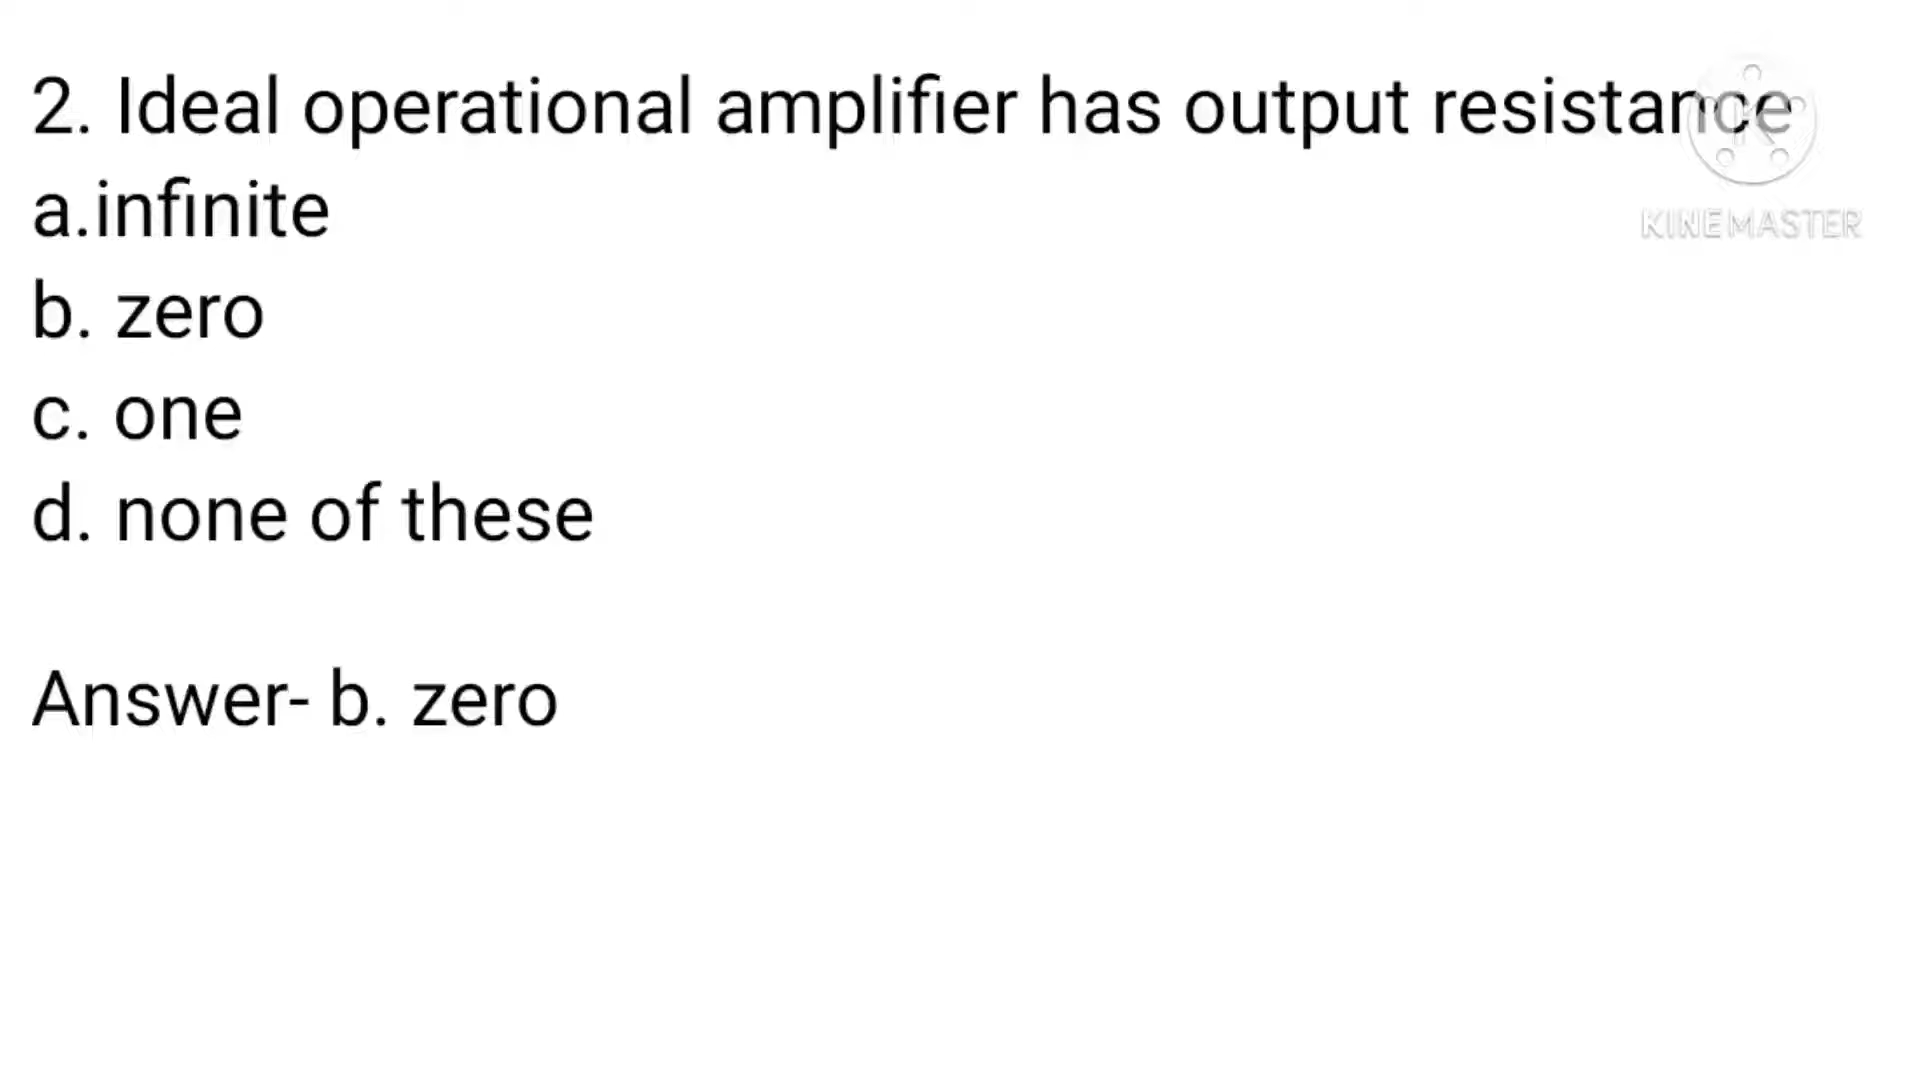 2. Ideal operational amplifier has output resistance
a.infinite
b. zero
c. one
d. none of these
Answer- b. zero
K
KINEMASTER